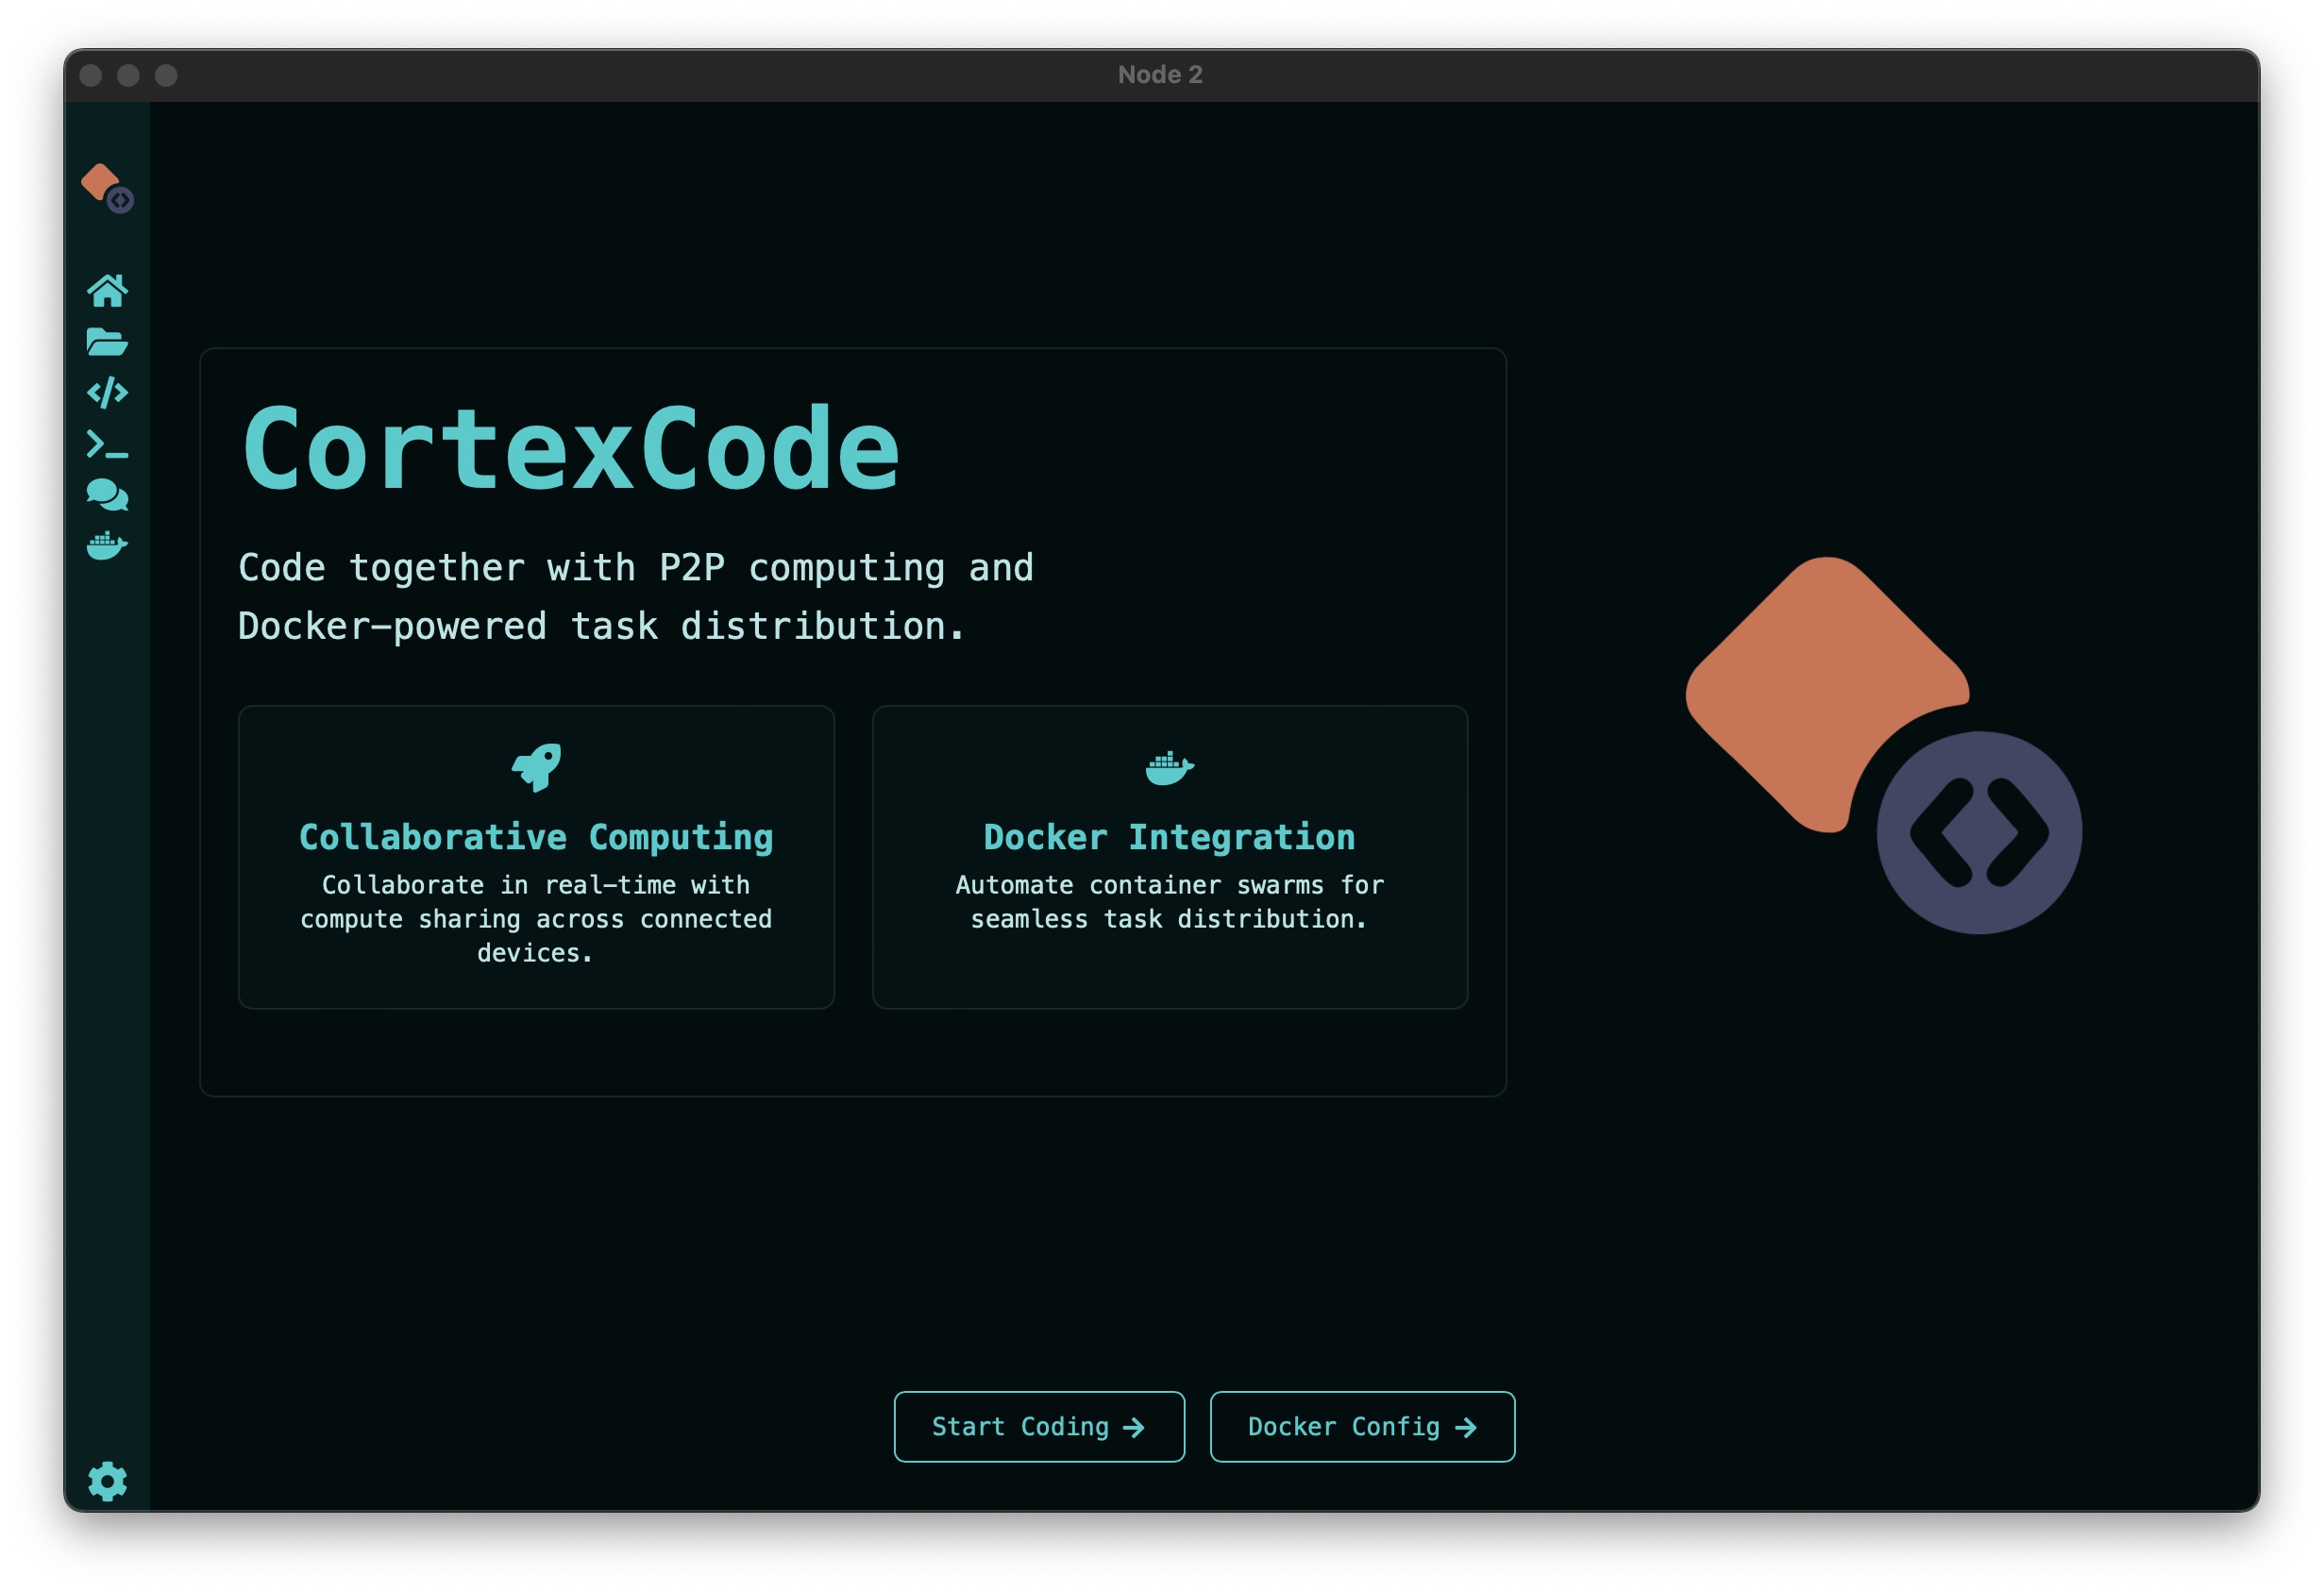 Node 2
CortexCode
Code together with P2P computing and
Docker-powered task distribution.
Collaborative Computing
Collaborate in real-time with
compute sharing across connected
devices.
Docker Integration
Automate container swarms for
seamless task distribution.
Start Coding →
Docker Config →